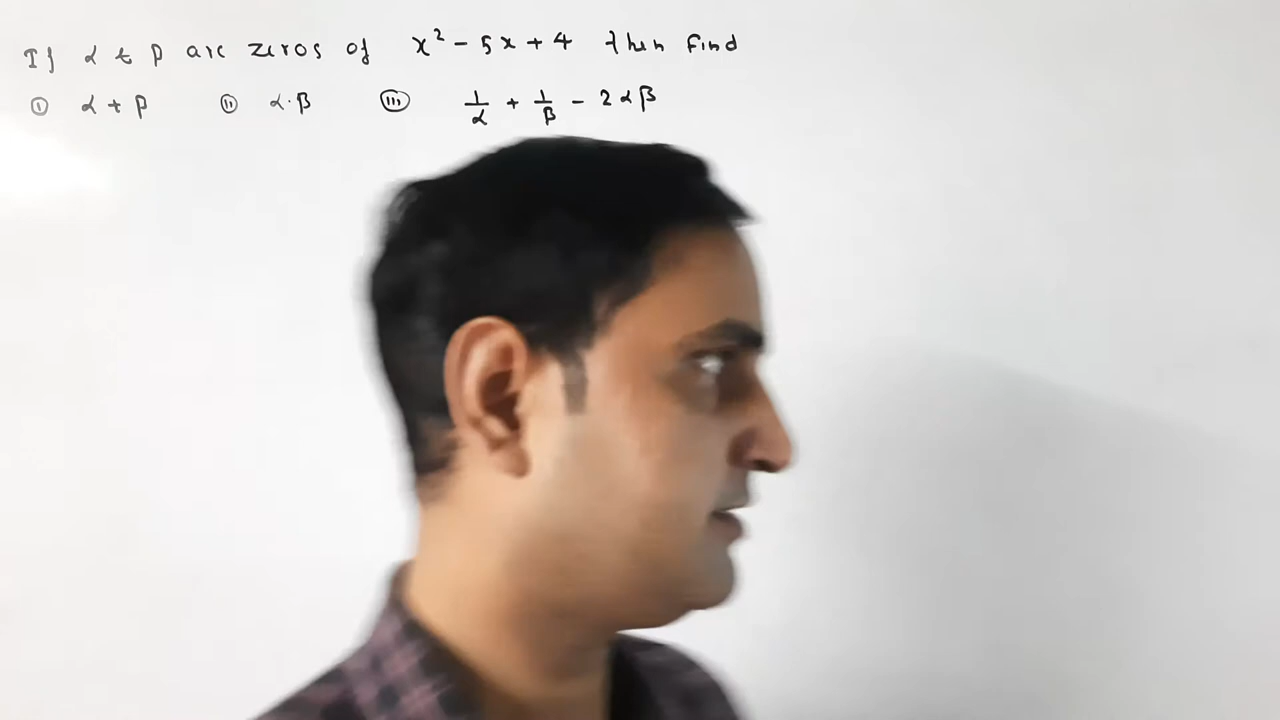 If α & β are zeros of x² - 5x + 4 then find
(i) α + β (ii) α·β (iii) 1/α + 1/β - 2αβ